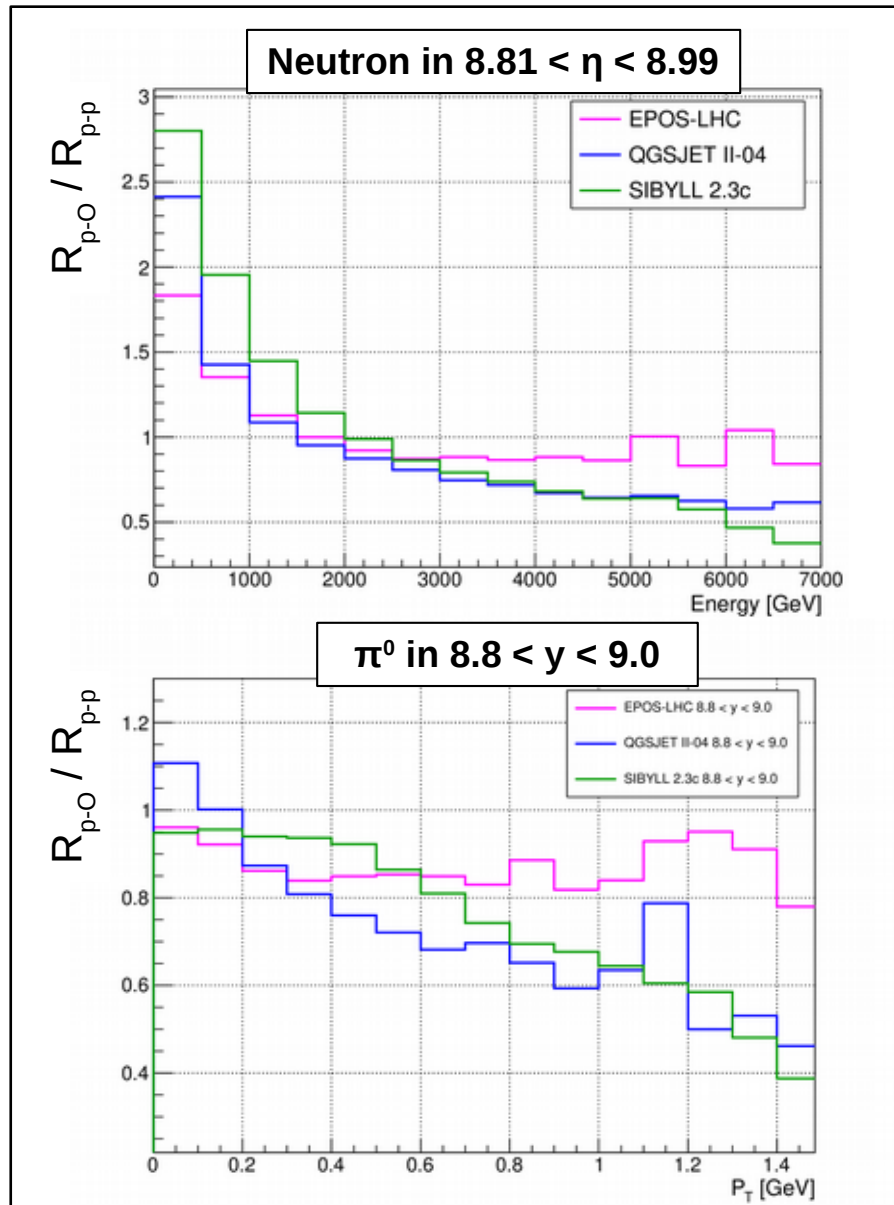 Neutron in 8.81 < η < 8.99
R_p-O / R_p-p
3
2.5
2
1.5
1
0.5
EPOS-LHC
QGSJET II-04
SIBYLL 2.3c
0 1000 2000 3000 4000 5000 6000 7000
Energy [GeV]
π⁰ in 8.8 < y < 9.0
R_p-O / R_p-p
1.2
1
0.8
0.6
0.4
EPOS-LHC 8.8 < y < 9.0
QGSJET II-04 8.8 < y < 9.0
SIBYLL 2.3c 8.8 < y < 9.0
0 0.2 0.4 0.6 0.8 1 1.2 1.4
P_T [GeV]